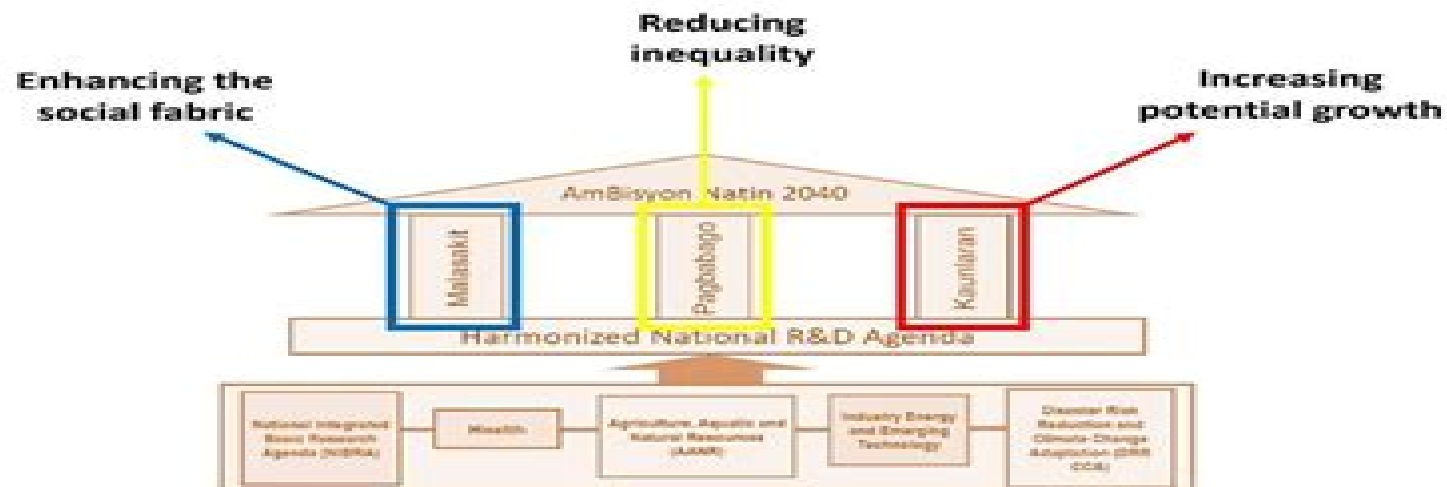 Reducing
inequality
Enhancing the
social fabric
Increasing
potential growth
AmBisyon Natin 2040
Malasakit
Pagbabago
Kaunlaran
Harmonized National R&D Agenda
National Integrated
Basic Research
Agenda (NIBRA)
Health
Agriculture, Aquatic and
Natural Resources
(AANR)
Industry Energy
and Emerging
Technology
Disaster Risk
Reduction and
Climate Change
Adaptation (DRR
CCA)